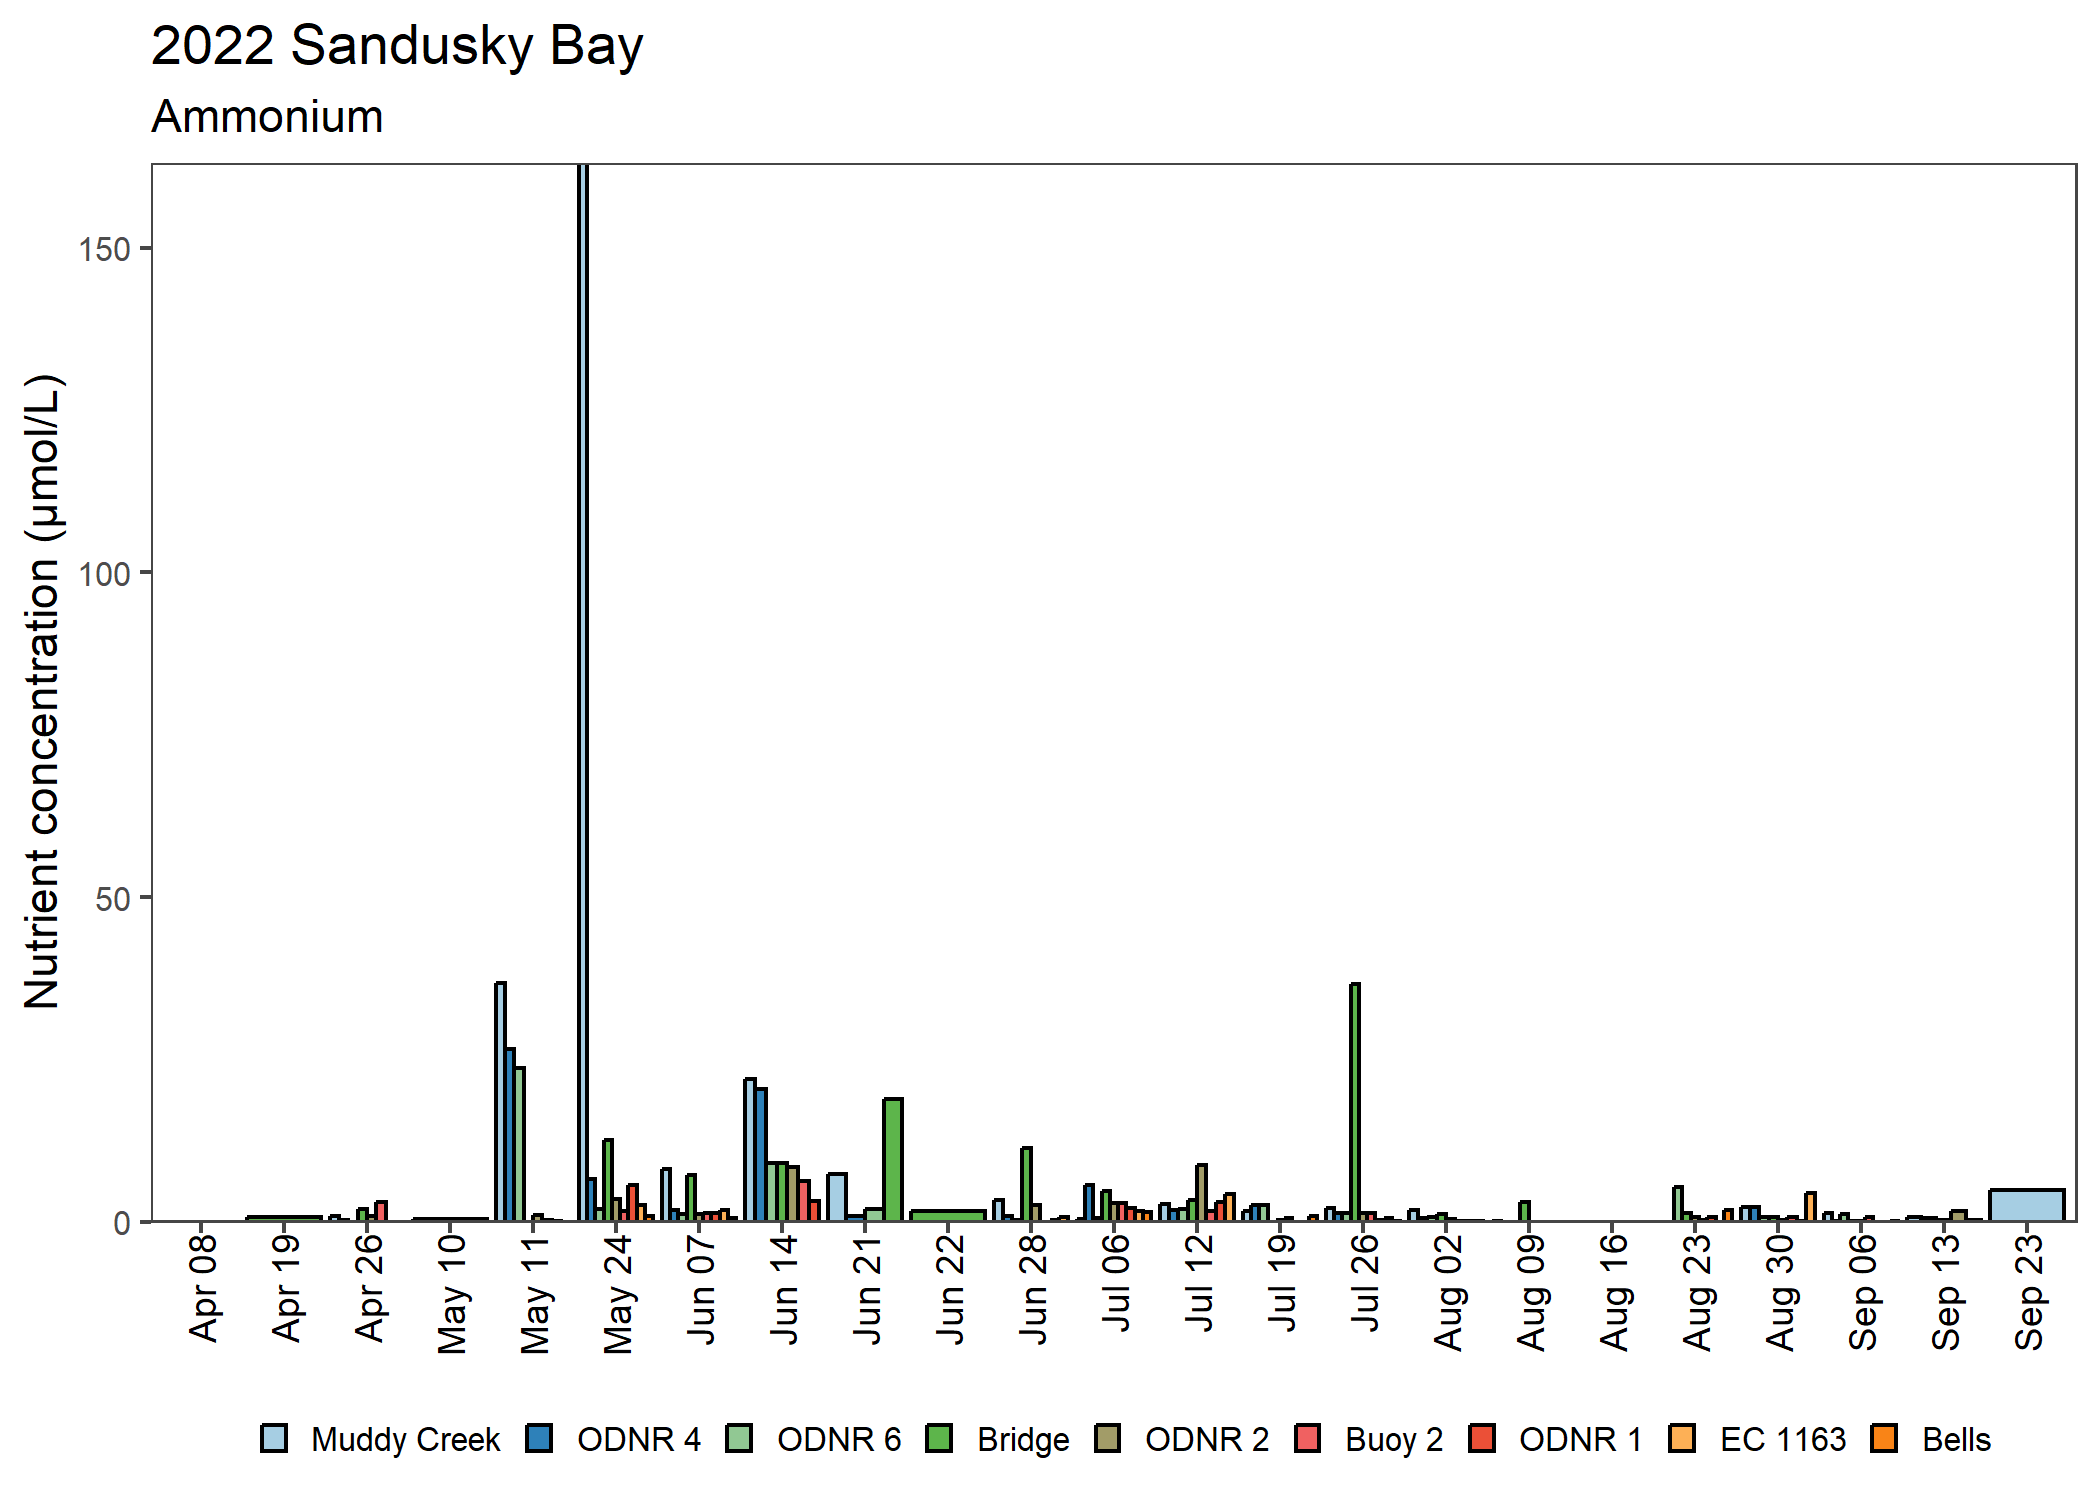 2022 Sandusky Bay
Ammonium
Nutrient concentration (μmol/L)
150
100
50
0
Apr 08
Apr 19
Apr 26
May 10
May 11
May 24
Jun 07
Jun 14
Jun 21
Jun 22
Jun 28
Jul 06
Jul 12
Jul 19
Jul 26
Aug 02
Aug 09
Aug 16
Aug 23
Aug 30
Sep 06
Sep 13
Sep 23
Muddy Creek ODNR 4 ODNR 6 Bridge ODNR 2 Buoy 2 ODNR 1 EC 1163 Bells